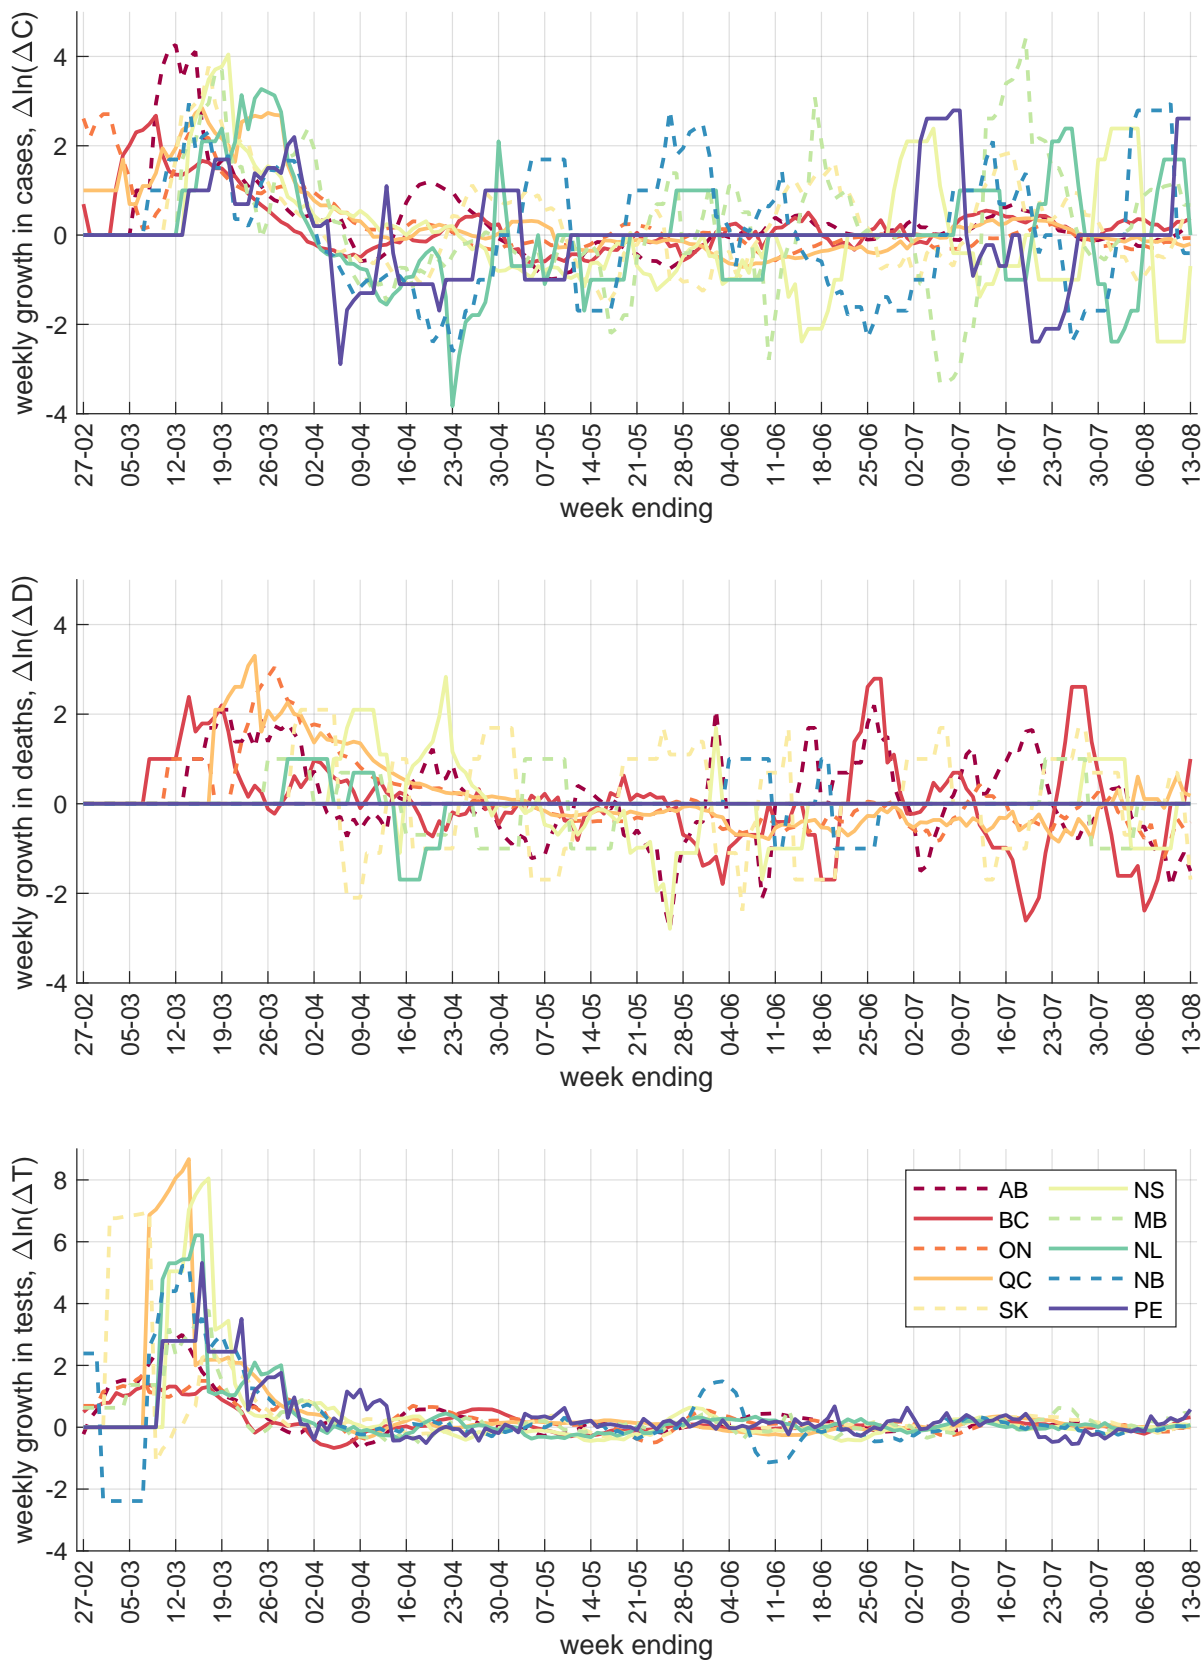 weekly growth in cases, Δln(ΔC)
4
2
0
-2
-4
27-02 05-03 12-03 19-03 26-03 02-04 09-04 16-04 23-04 30-04 07-05 14-05 21-05 28-05 04-06 11-06 18-06 25-06 02-07 09-07 16-07 23-07 30-07 06-08 13-08
week ending
weekly growth in deaths, Δln(ΔD)
4
2
0
-2
-4
27-02 05-03 12-03 19-03 26-03 02-04 09-04 16-04 23-04 30-04 07-05 14-05 21-05 28-05 04-06 11-06 18-06 25-06 02-07 09-07 16-07 23-07 30-07 06-08 13-08
week ending
weekly growth in tests, Δln(ΔT)
8
6
4
2
0
-2
-4
AB NS
BC MB
ON NL
QC NB
SK PE
27-02 05-03 12-03 19-03 26-03 02-04 09-04 16-04 23-04 30-04 07-05 14-05 21-05 28-05 04-06 11-06 18-06 25-06 02-07 09-07 16-07 23-07 30-07 06-08 13-08
week ending